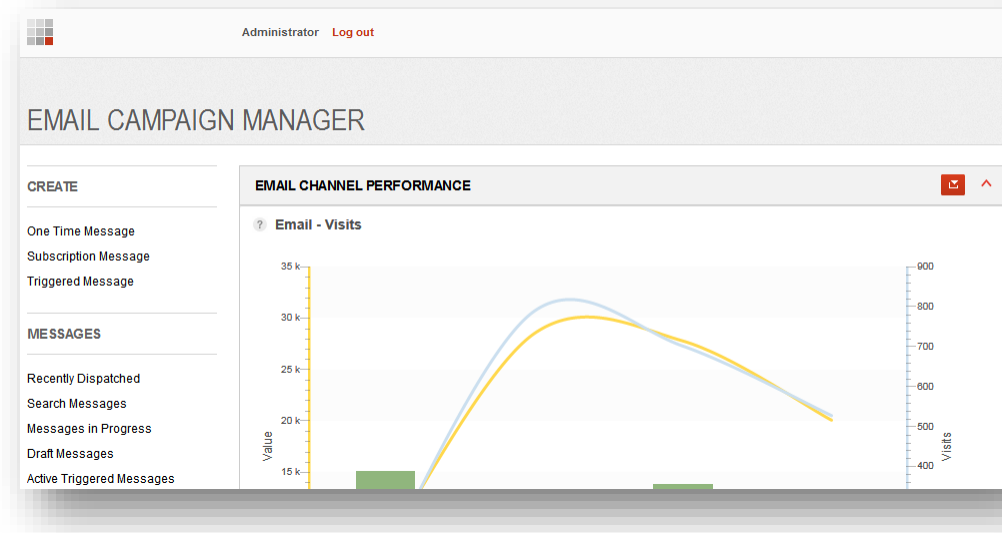 Administrator Log out
EMAIL CAMPAIGN MANAGER
CREATE
One Time Message
Subscription Message
Triggered Message
MESSAGES
Recently Dispatched
Search Messages
Messages in Progress
Draft Messages
Active Triggered Messages
EMAIL CHANNEL PERFORMANCE
? Email - Visits
35 k
30 k
25 k
20 k
15 k
Value
900
800
700
600
500
400
Visits